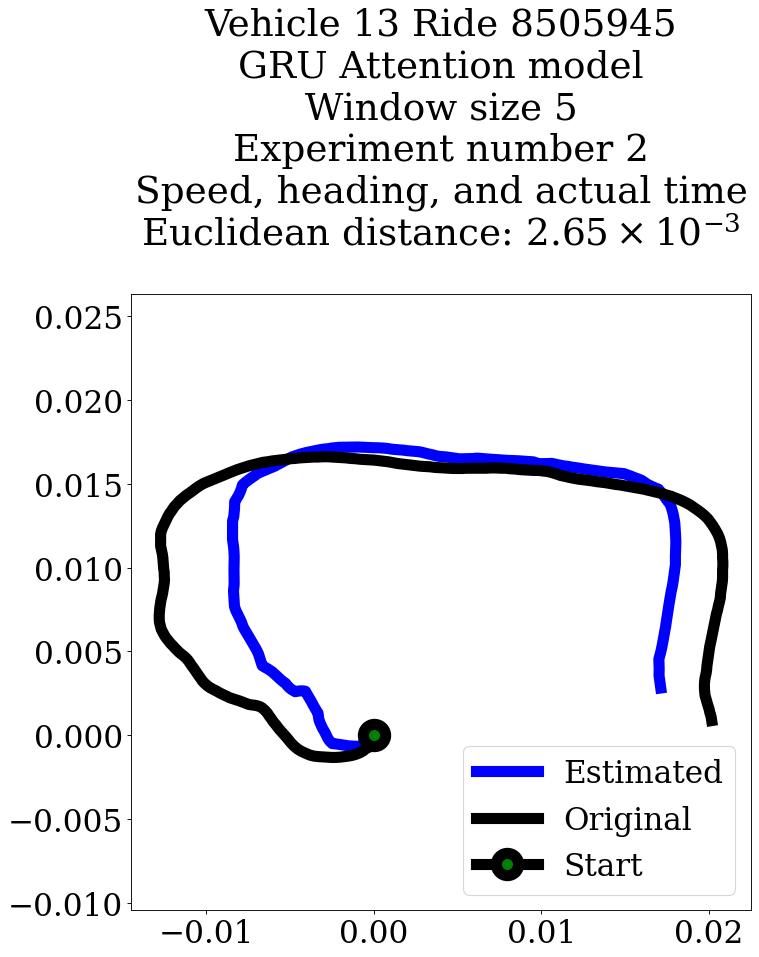 Vehicle 13 Ride 8505945
GRU Attention model
Window size 5
Experiment number 2
Speed, heading, and actual time
Euclidean distance: 2.65 × 10⁻³
0.025
0.020
0.015
0.010
0.005
0.000
−0.005
−0.010
−0.01 0.00 0.01 0.02
Estimated
Original
Start